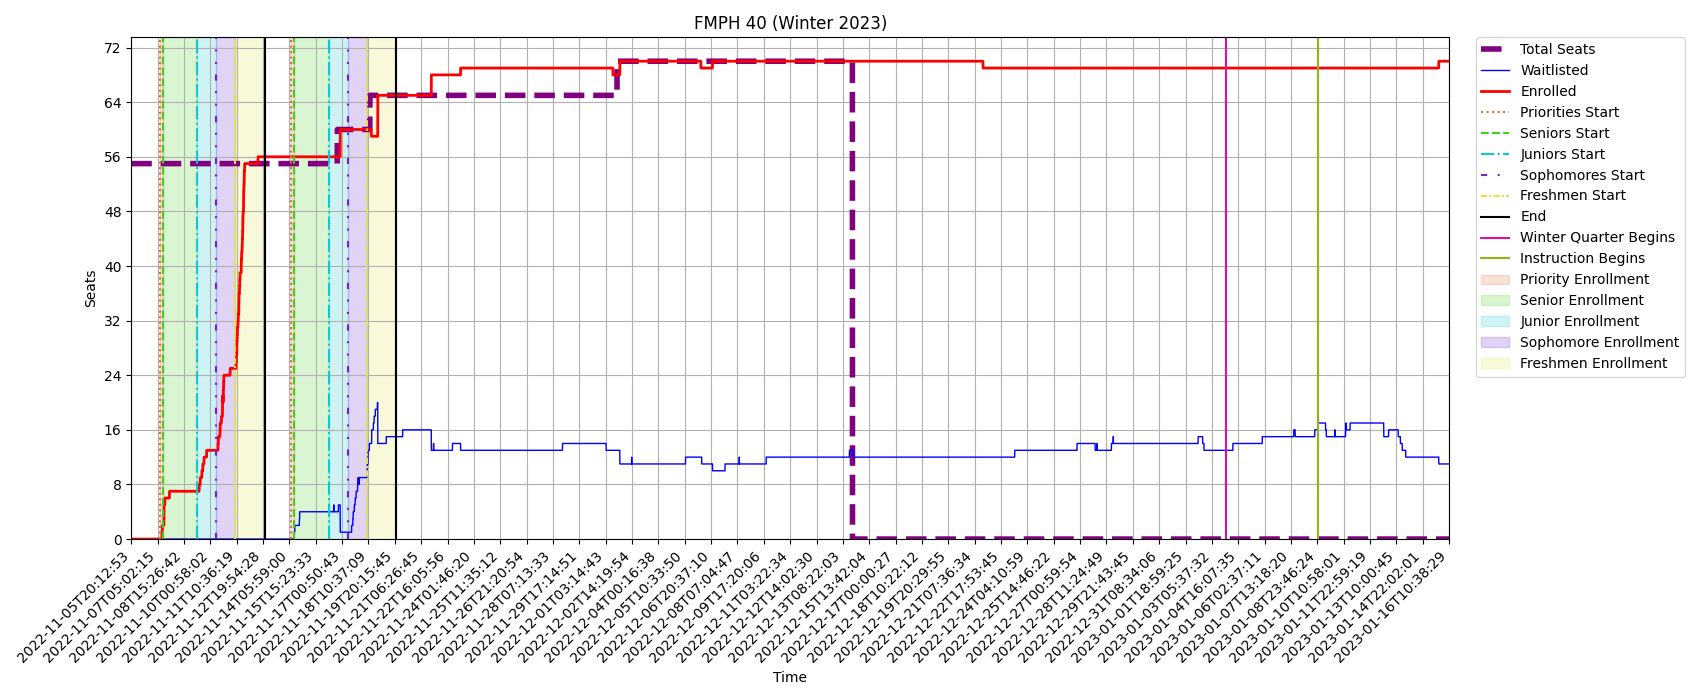 FMPH 40 (Winter 2023)
72
64
56
48
40
32
24
16
8
0
Seats
2022-11-05T20:12:53
2022-11-07T05:02:15
2022-11-08T15:26:42
2022-11-10T00:58:02
2022-11-11T10:36:19
2022-11-12T19:54:28
2022-11-14T05:59:00
2022-11-15T15:23:33
2022-11-17T00:50:43
2022-11-18T10:37:09
2022-11-19T20:15:45
2022-11-21T06:26:45
2022-11-22T16:05:56
2022-11-24T01:46:20
2022-11-25T11:35:12
2022-11-26T21:20:54
2022-11-28T07:13:33
2022-11-29T17:14:51
2022-12-01T03:14:43
2022-12-02T14:19:54
2022-12-04T00:16:38
2022-12-05T10:33:50
2022-12-06T20:37:10
2022-12-08T07:04:47
2022-12-09T17:20:06
2022-12-11T03:22:34
2022-12-12T14:02:30
2022-12-13T08:22:03
2022-12-15T13:42:04
2022-12-17T00:00:27
2022-12-18T10:22:12
2022-12-19T20:29:55
2022-12-21T07:36:34
2022-12-22T17:53:45
2022-12-24T04:10:59
2022-12-25T14:46:22
2022-12-27T00:59:54
2022-12-28T11:24:49
2022-12-29T21:43:45
2022-12-31T08:34:06
2023-01-01T18:59:25
2023-01-03T05:37:32
2023-01-04T16:07:35
2023-01-06T02:37:11
2023-01-07T13:18:20
2023-01-08T23:46:24
2023-01-10T10:58:01
2023-01-11T22:59:19
2023-01-13T10:00:45
2023-01-14T22:02:01
2023-01-16T10:38:29
Time
Total Seats
Waitlisted
Enrolled
Priorities Start
Seniors Start
Juniors Start
Sophomores Start
Freshmen Start
End
Winter Quarter Begins
Instruction Begins
Priority Enrollment
Senior Enrollment
Junior Enrollment
Sophomore Enrollment
Freshmen Enrollment